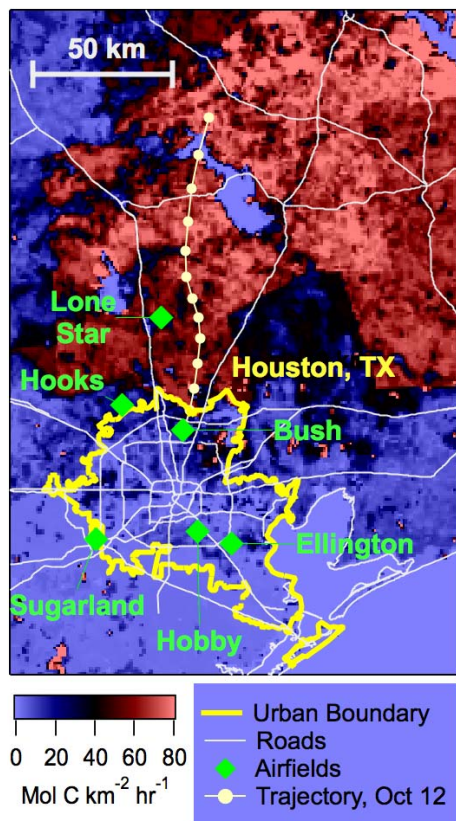 50 km
Lone
Star
Houston, TX
Hooks
Bush
Ellington
Sugarland
Hobby
0 20 40 60 80
Mol C km⁻² hr⁻¹
Urban Boundary
Roads
Airfields
Trajectory, Oct 12